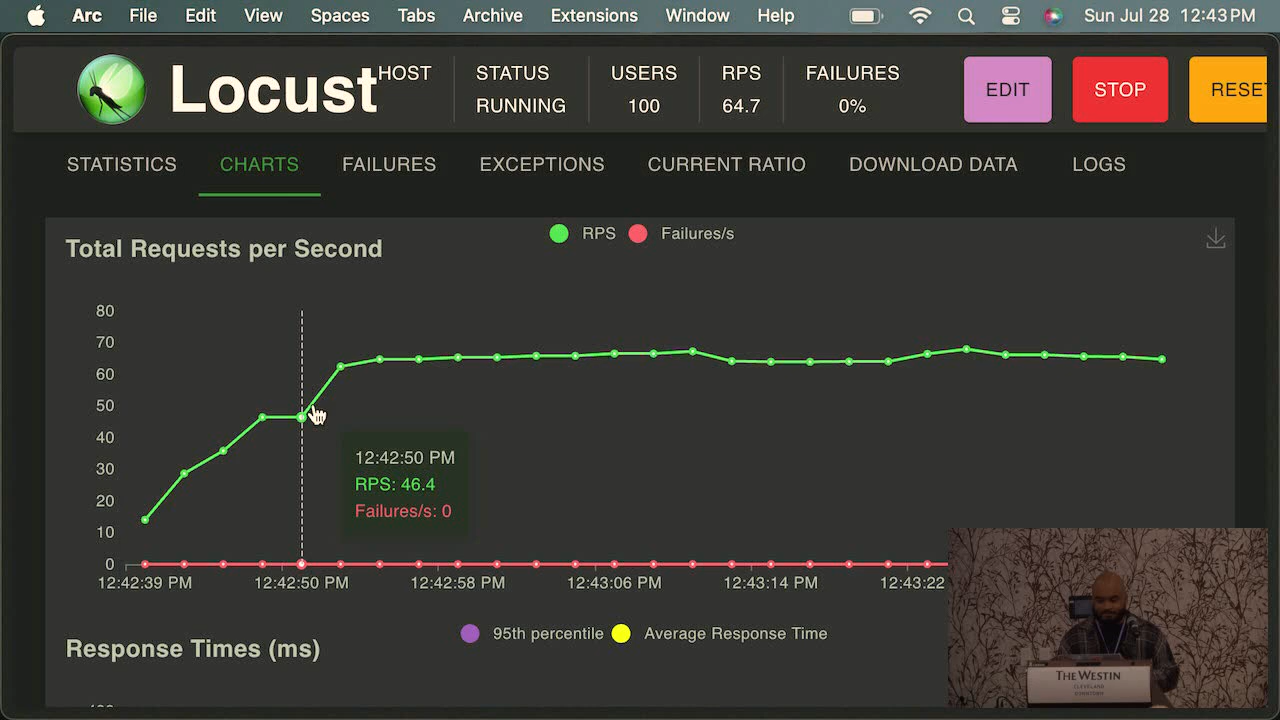 Arc File Edit View Spaces Tabs Archive Extensions Window Help Sun Jul 28 12:43 PM
Locust
HOST STATUS USERS RPS FAILURES
RUNNING 100 64.7 0%
EDIT STOP RESE
STATISTICS CHARTS FAILURES EXCEPTIONS CURRENT RATIO DOWNLOAD DATA LOGS
RPS Failures/s
Total Requests per Second
80
70
60
50
40
30
20
10
0
12:42:50 PM
RPS: 46.4
Failures/s: 0
12:42:39 PM 12:42:50 PM 12:42:58 PM 12:43:06 PM 12:43:14 PM 12:43:22
95th percentile Average Response Time
Response Times (ms)
THE WESTIN
CLEVELAND
DOWNTOWN